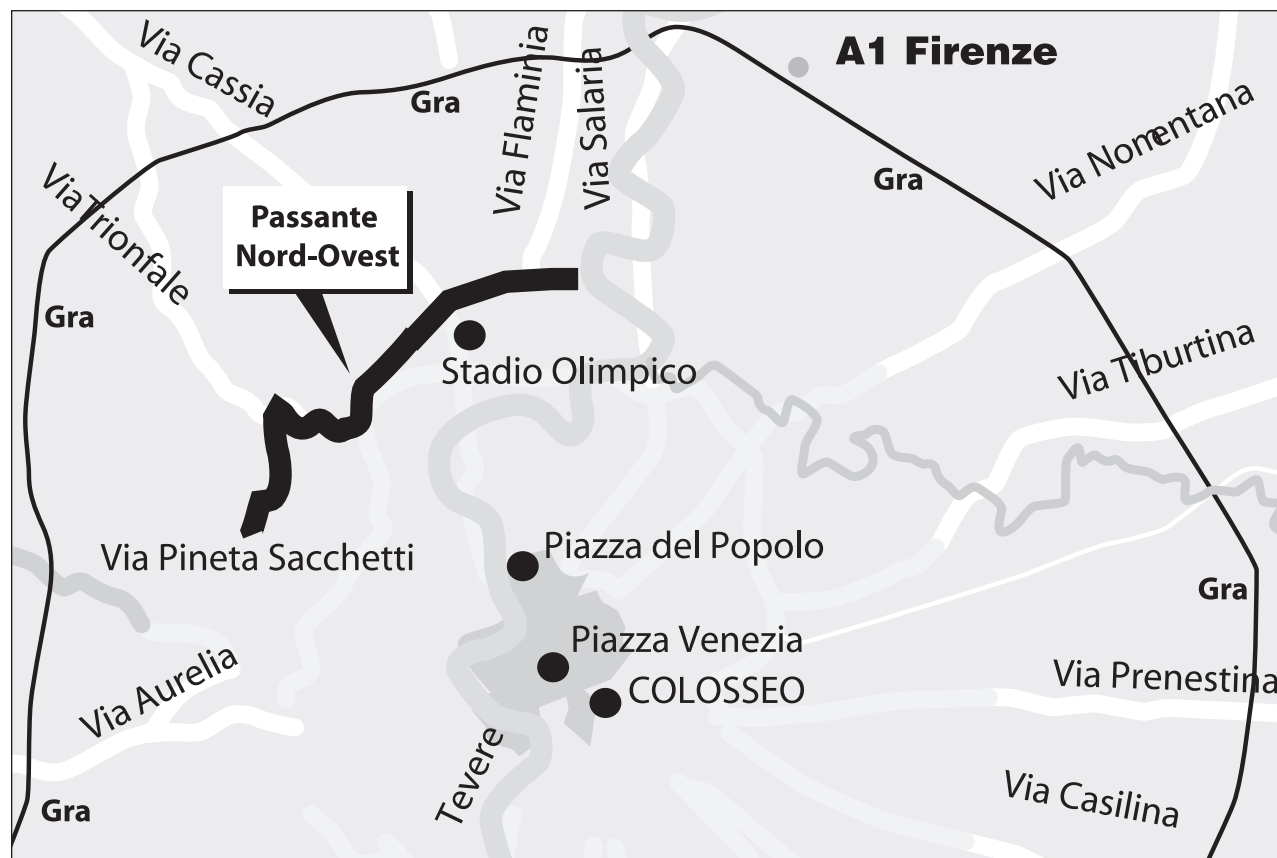 Via Cassia
Gra
Via Flaminia
Via Salaria
A1 Firenze
Via Nomentana
Gra
Via Trionfale
Passante
Nord-Ovest
Gra
Stadio Olimpico
Via Tiburtina
Via Pineta Sacchetti
Piazza del Popolo
Gra
Via Aurelia
Piazza Venezia
COLOSSEO
Via Prenestina
Tevere
Via Casilina
Gra